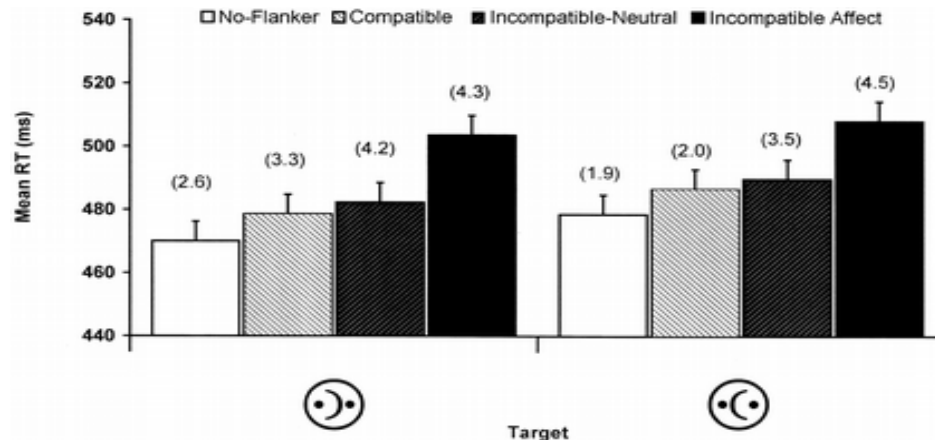 540
No-Flanker Compatible Incompatible-Neutral Incompatible Affect
520
(4.3) (4.5)
500
(3.3) (4.2) (3.5)
(2.6) (1.9) (2.0)
480
460
440
Mean RT (ms)
Target